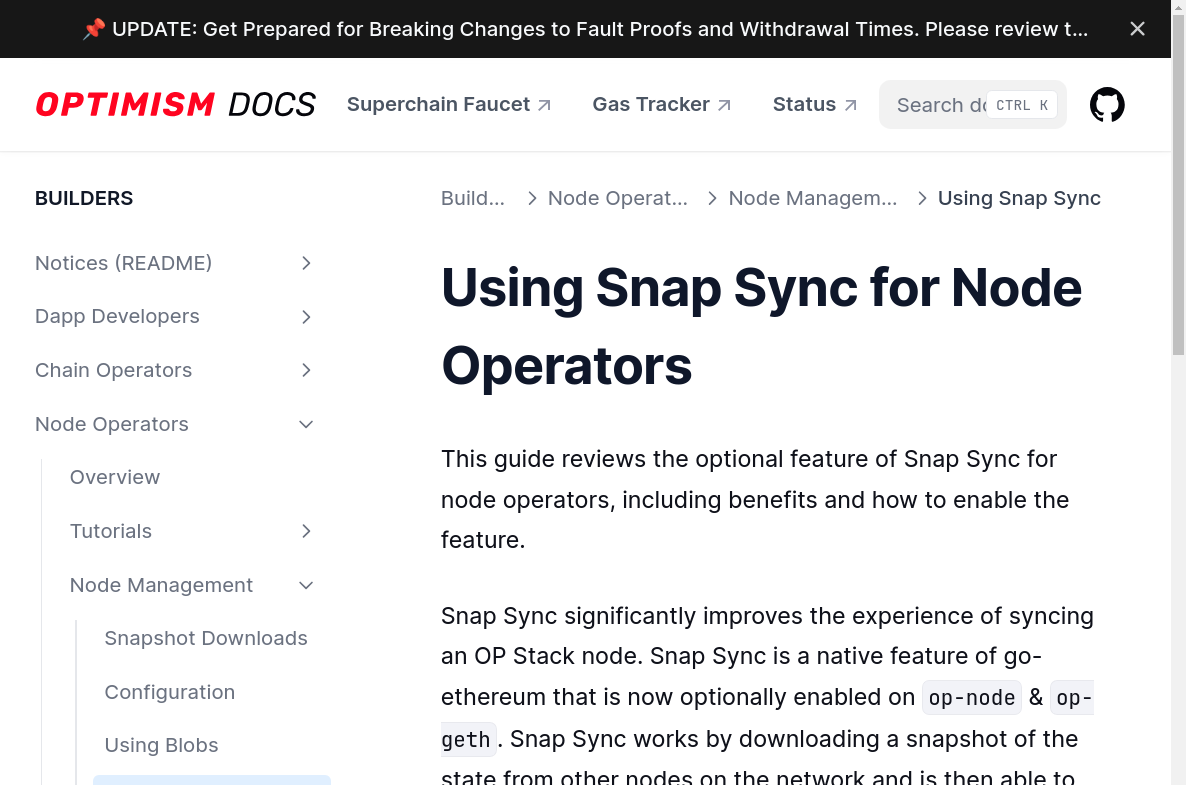 📌 UPDATE: Get Prepared for Breaking Changes to Fault Proofs and Withdrawal Times. Please review t...
OPTIMISM DOCS
Superchain Faucet
Gas Tracker
Status
Search do
CTRL K
BUILDERS
Notices (README)
Dapp Developers
Chain Operators
Node Operators
Overview
Tutorials
Node Management
Snapshot Downloads
Configuration
Using Blobs
Build... > Node Operat... > Node Managem... > Using Snap Sync
Using Snap Sync for Node
Operators
This guide reviews the optional feature of Snap Sync for
node operators, including benefits and how to enable the
feature.
Snap Sync significantly improves the experience of syncing
an OP Stack node. Snap Sync is a native feature of go-
ethereum that is now optionally enabled on op-node & op-
geth. Snap Sync works by downloading a snapshot of the
state from other nodes on the network and is then able to